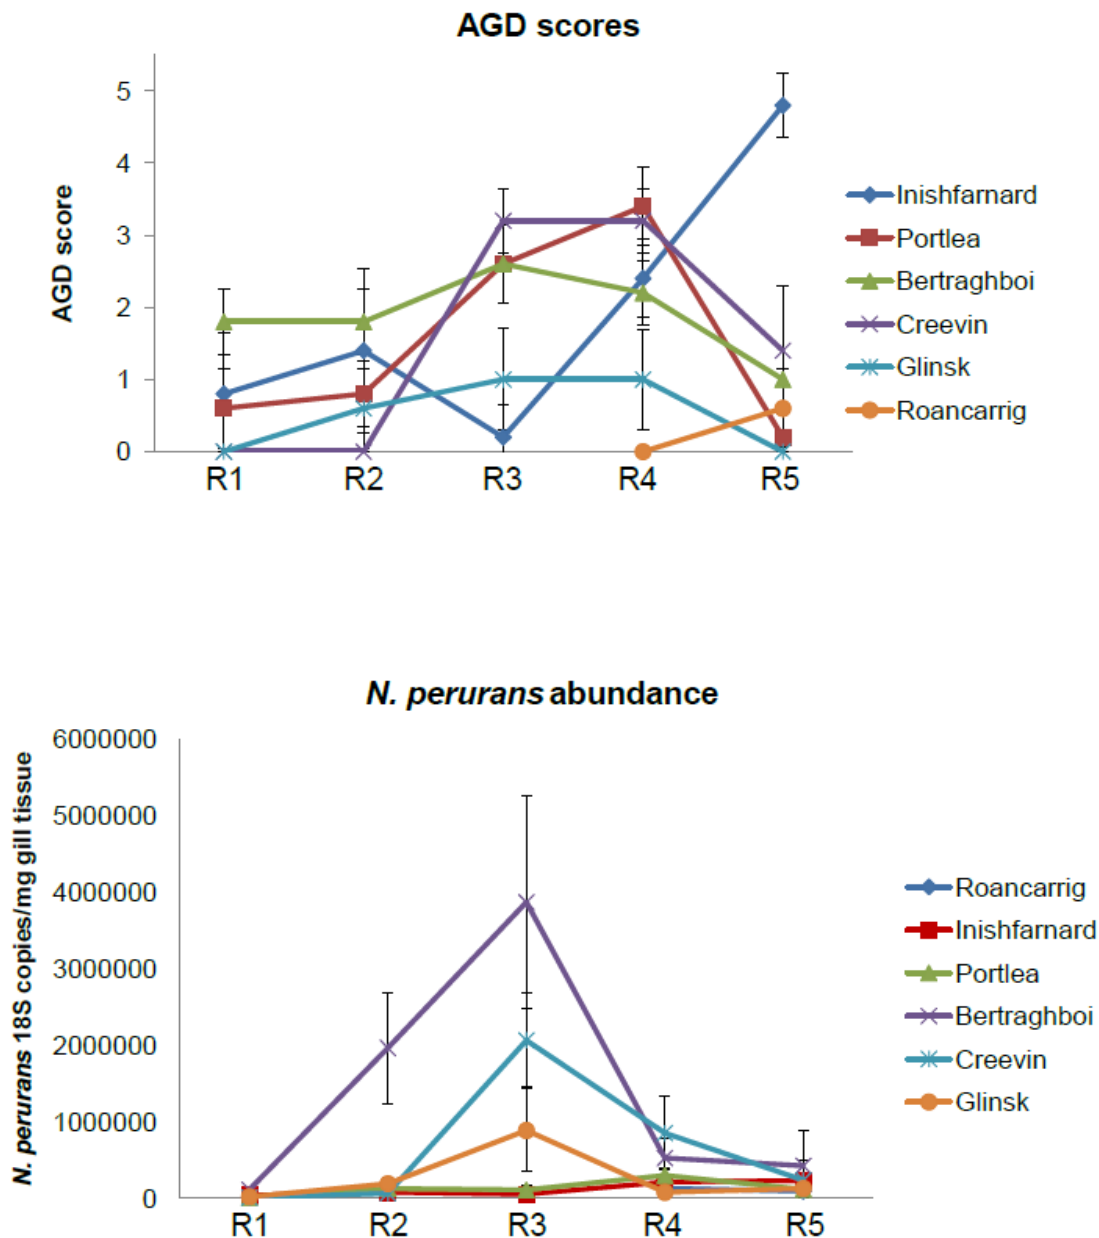 AGD scores
AGD score
5
4
3
2
1
0
R1 R2 R3 R4 R5
Inishfarnard
Portlea
Bertraghboi
Creevin
Glinsk
Roancarrig
N. perurans abundance
N. perurans 18S copies/mg gill tissue
6000000
5000000
4000000
3000000
2000000
1000000
0
R1 R2 R3 R4 R5
Roancarrig
Inishfarnard
Portlea
Bertraghboi
Creevin
Glinsk